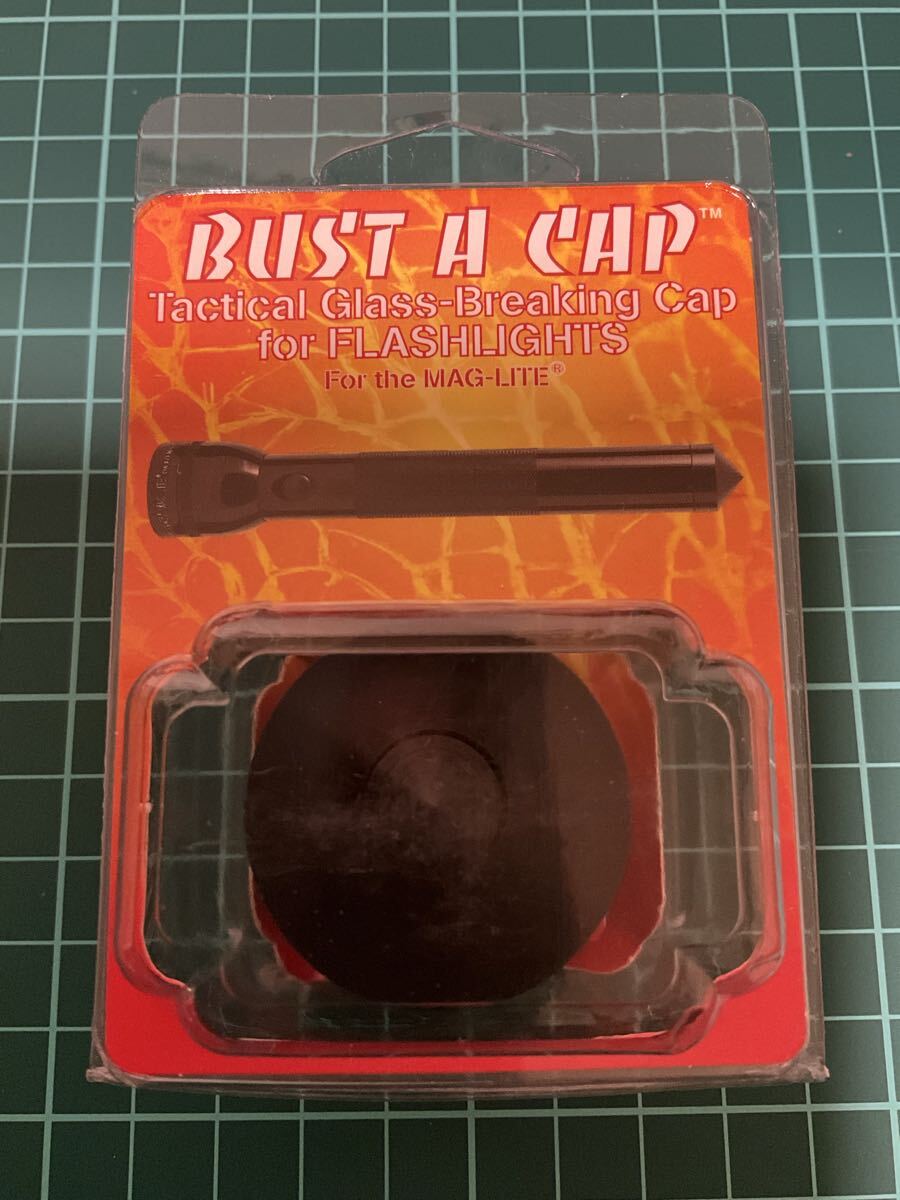 BUST A CAP™
Tactical Glass-Breaking Cap
for FLASHLIGHTS
For the MAG-LITE®